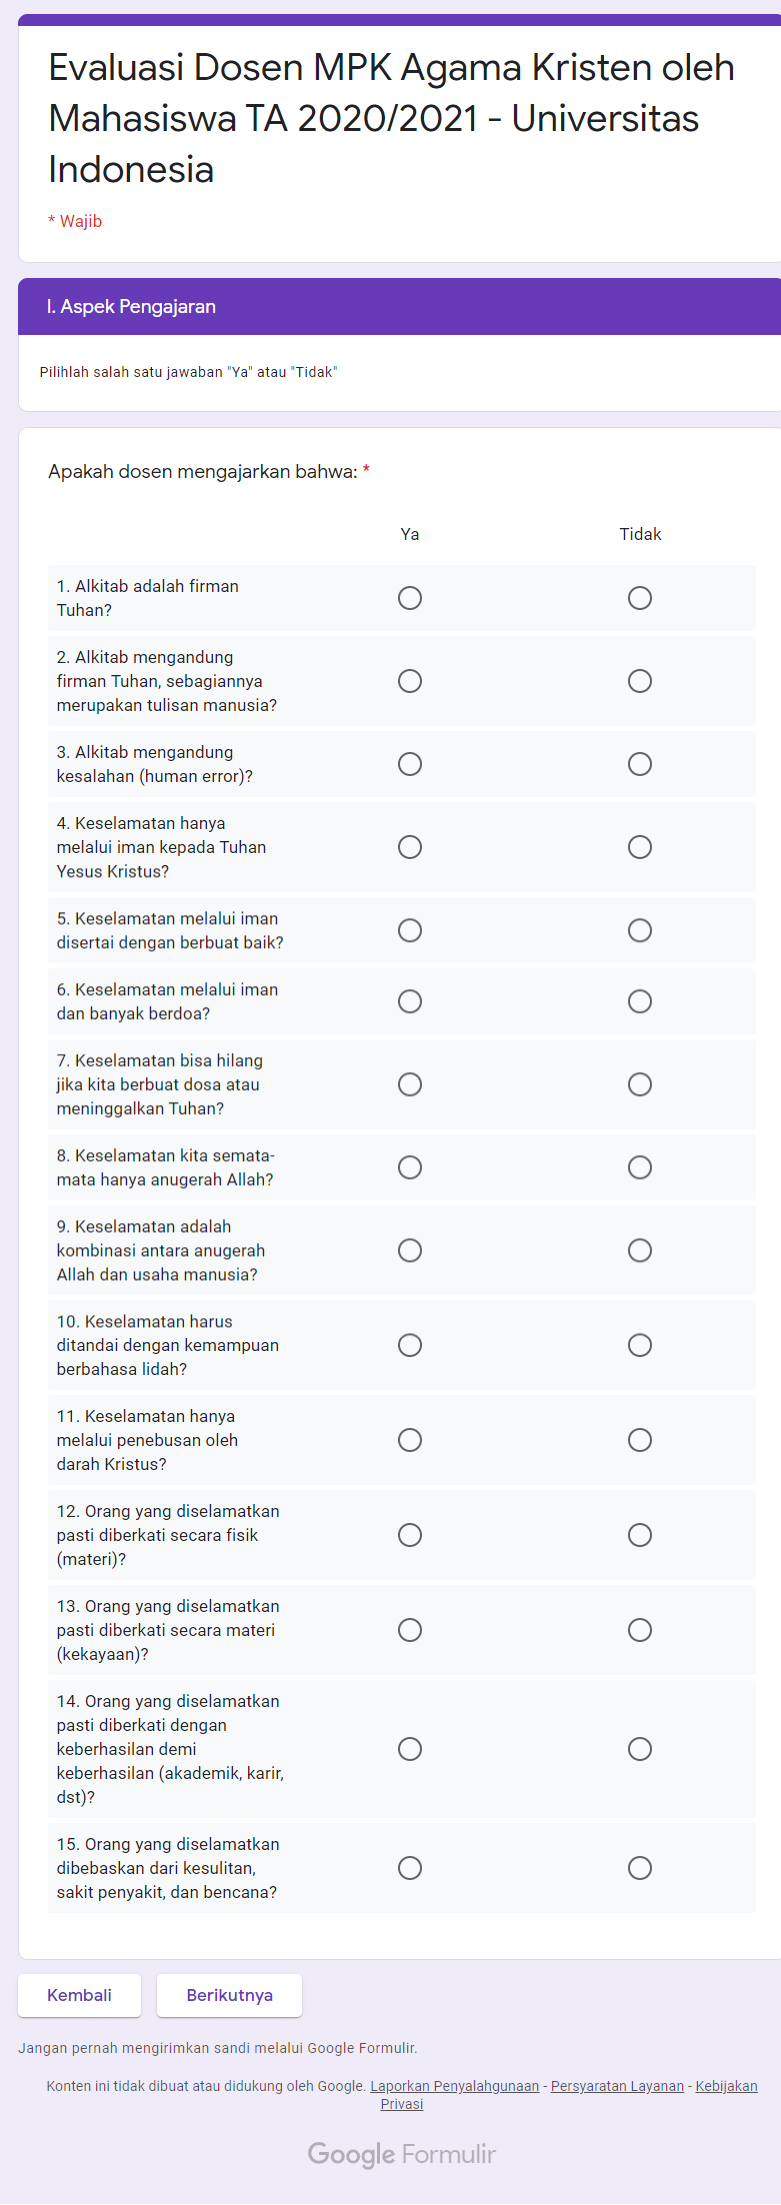 Evaluasi Dosen MPK Agama Kristen oleh
Mahasiswa TA 2020/2021 - Universitas
Indonesia
* Wajib
I. Aspek Pengajaran
Pilihlah salah satu jawaban "Ya" atau "Tidak"
Apakah dosen mengajarkan bahwa: *
Ya Tidak
1. Alkitab adalah firman
Tuhan?
2. Alkitab mengandung
firman Tuhan, sebagiannya
merupakan tulisan manusia?
3. Alkitab mengandung
kesalahan (human error)?
4. Keselamatan hanya
melalui iman kepada Tuhan
Yesus Kristus?
5. Keselamatan melalui iman
disertai dengan berbuat baik?
6. Keselamatan melalui iman
dan banyak berdoa?
7. Keselamatan bisa hilang
jika kita berbuat dosa atau
meninggalkan Tuhan?
8. Keselamatan kita semata-
mata hanya anugerah Allah?
9. Keselamatan adalah
kombinasi antara anugerah
Allah dan usaha manusia?
10. Keselamatan harus
ditandai dengan kemampuan
berbahasa lidah?
11. Keselamatan hanya
melalui penebusan oleh
darah Kristus?
12. Orang yang diselamatkan
pasti diberkati secara fisik
(materi)?
13. Orang yang diselamatkan
pasti diberkati secara materi
(kekayaan)?
14. Orang yang diselamatkan
pasti diberkati dengan
keberhasilan demi
keberhasilan (akademik, karir,
dst)?
15. Orang yang diselamatkan
dibebaskan dari kesulitan,
sakit penyakit, dan bencana?
Kembali Berikutnya
Jangan pernah mengirimkan sandi melalui Google Formulir.
Konten ini tidak dibuat atau didukung oleh Google. Laporkan Penyalahgunaan - Persyaratan Layanan - Kebijakan
Privasi
Google Formulir